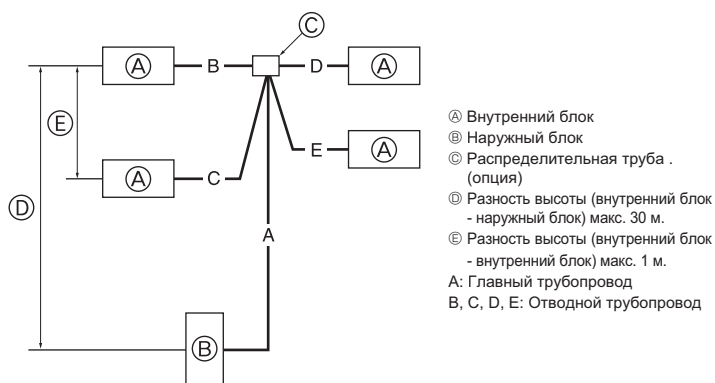 Ⓒ
Ⓐ B D Ⓐ
Ⓔ
E Ⓐ
Ⓐ C
Ⓓ
A
Ⓑ
Ⓐ Внутренний блок
Ⓑ Наружный блок
Ⓒ Распределительная труба .
(опция)
Ⓓ Разность высоты (внутренний блок
- наружный блок) макс. 30 м.
Ⓔ Разность высоты (внутренний блок
- внутренний блок) макс. 1 м.
A: Главный трубопровод
B, C, D, E: Отводной трубопровод